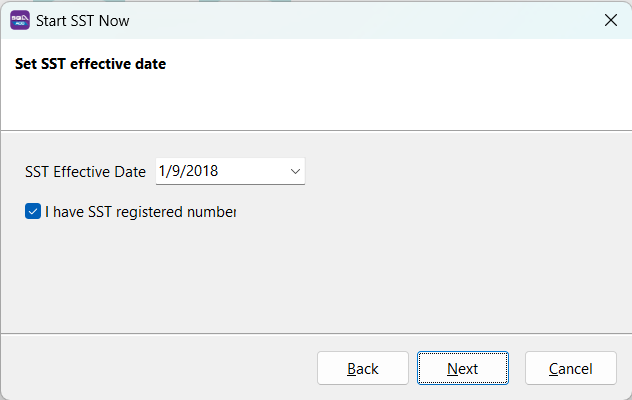 Start SST Now
Set SST effective date
SST Effective Date 1/9/2018
I have SST registered number
Back Next Cancel